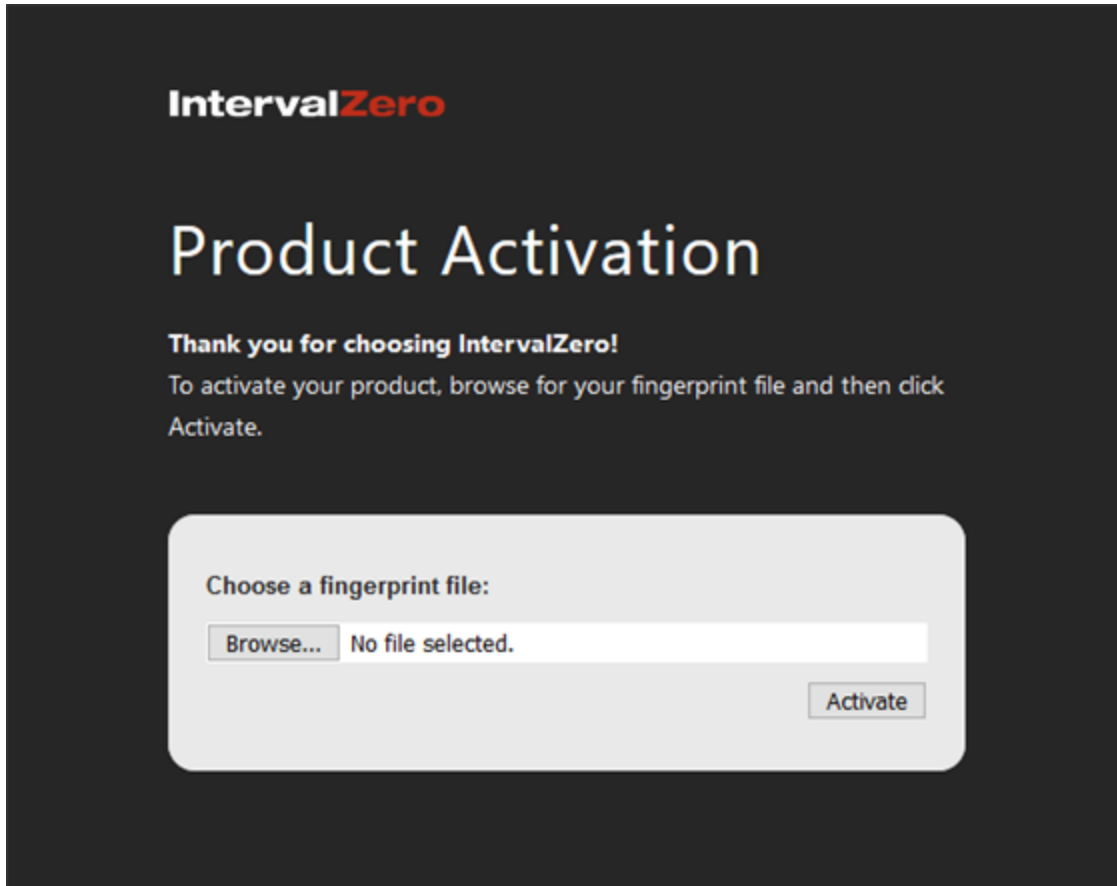 IntervalZero
Product Activation
Thank you for choosing IntervalZero!
To activate your product, browse for your fingerprint file and then click
Activate.
Choose a fingerprint file:
Browse... No file selected.
Activate